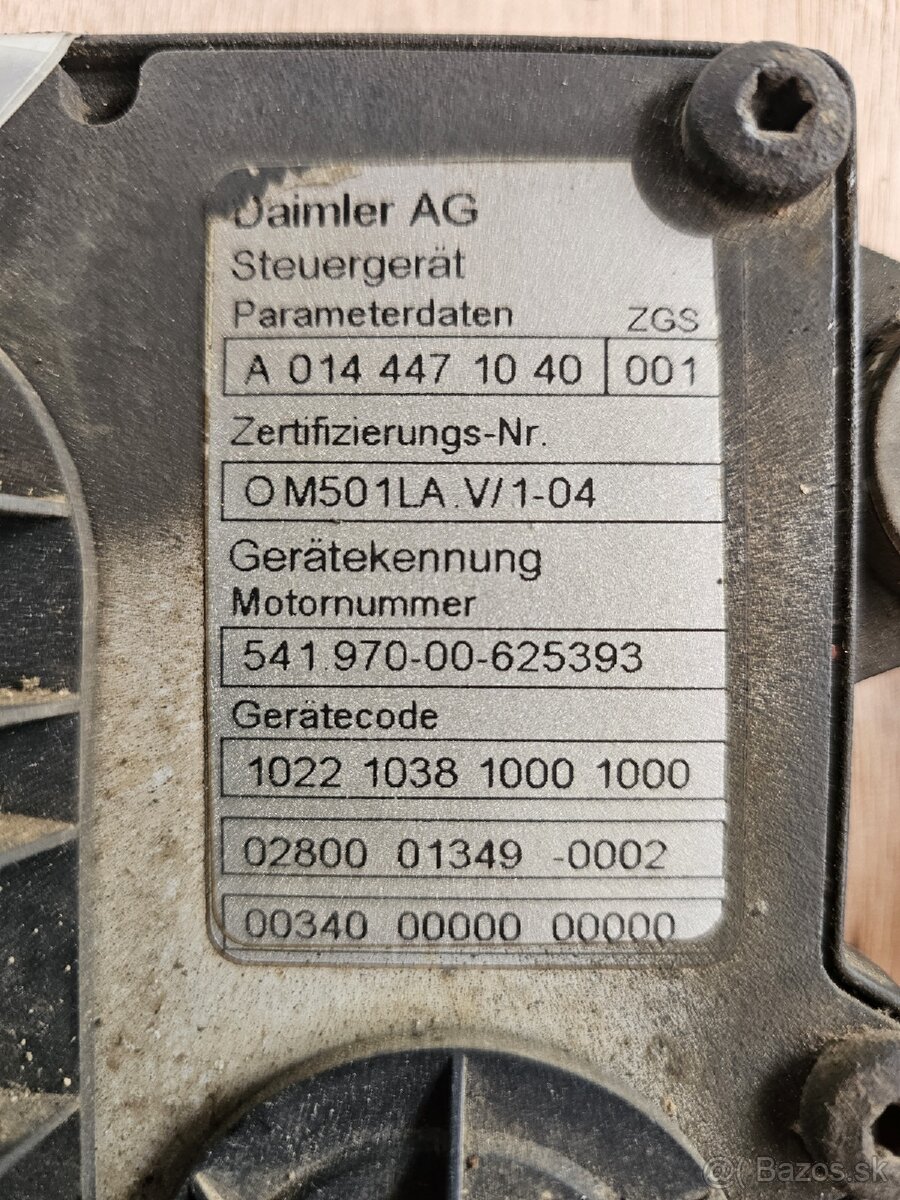 Daimler AG
Steuergerät
Parameterdaten ZGS
A 014 447 10 40 001
Zertifizierungs-Nr.
OM501LA.V/1-04
Gerätekennung
Motornummer
541.970-00-625393
Gerätecode
1022 1038 1000 1000
02800 01349 -0002
00340 00000 00000
@ Bazos.sk